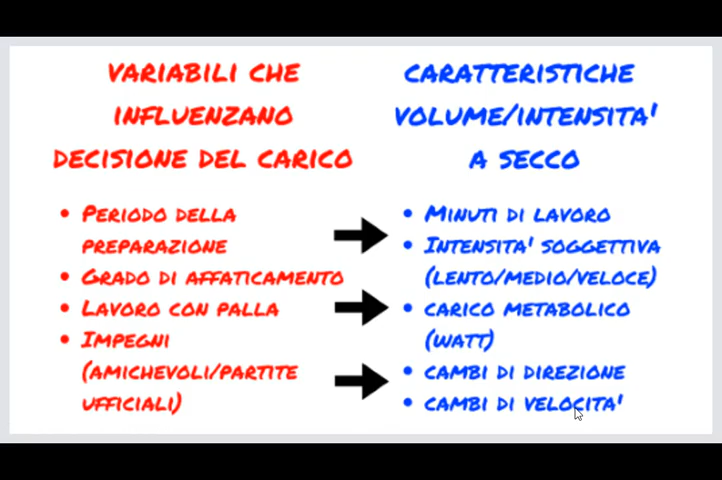 VARIABILI CHE
INFLUENZANO
DECISIONE DEL CARICO
• PERIODO DELLA
PREPARAZIONE
• GRADO DI AFFATICAMENTO
• LAVORO CON PALLA
• IMPEGNI
(AMICHEVOLI/PARTITE
UFFICIALI)
CARATTERISTICHE
VOLUME/INTENSITA'
A SECCO
• MINUTI DI LAVORO
• INTENSITA' SOGGETTIVA
(LENTO/MEDIO/VELOCE)
• CARICO METABOLICO
(WATT)
• CAMBI DI DIREZIONE
• CAMBI DI VELOCITA'